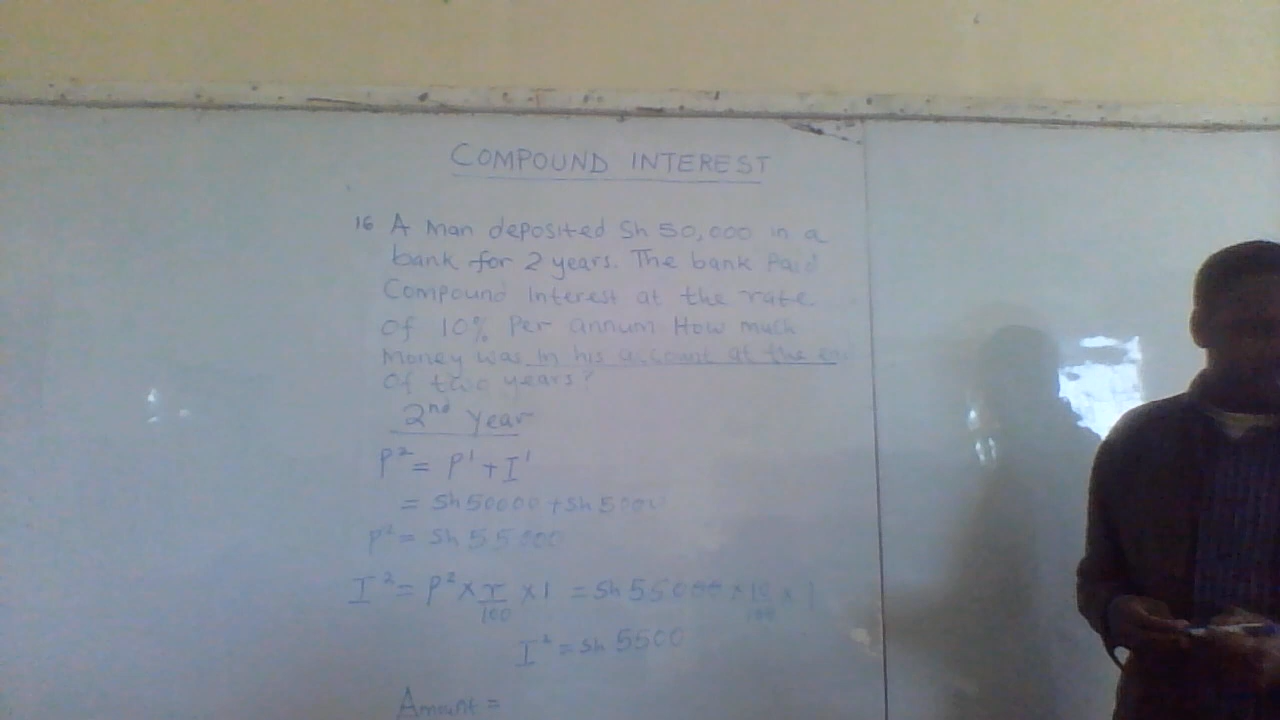 COMPOUND INTEREST
16 A man deposited Sh 50,000 in a
bank for 2 years. The bank Paid
Compound Interest at the rate
Of 10% Per annum How much
Money was in his account at the end
Of two years?
2nd Year
P² = P¹ + I¹
= Sh 50000 + Sh 5000
P² = Sh 55000
I² = P² × r/100 × 1 = Sh 55000 × 10/100 × 1
I² = Sh 5500
Amount =